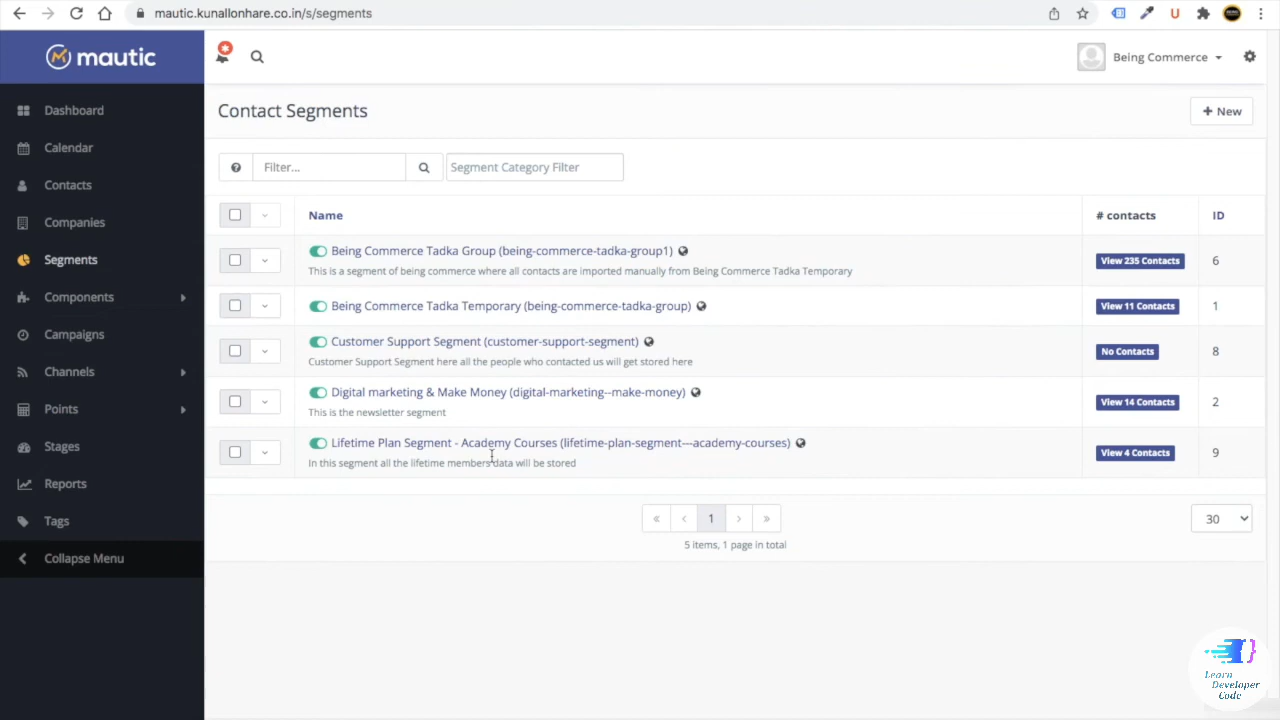 mautic.kunallonhare.co.in/s/segments
mautic
Being Commerce
Dashboard
Calendar
Contacts
Companies
Segments
Components
Campaigns
Channels
Points
Stages
Reports
Tags
Collapse Menu
Contact Segments
+ New
Filter...
Segment Category Filter
Name
# contacts
ID
Being Commerce Tadka Group (being-commerce-tadka-group1)
This is a segment of being commerce where all contacts are imported manually from Being Commerce Tadka Temporary
View 235 Contacts
6
Being Commerce Tadka Temporary (being-commerce-tadka-group)
View 11 Contacts
1
Customer Support Segment (customer-support-segment)
Customer Support Segment here all the people who contacted us will get stored here
No Contacts
8
Digital marketing & Make Money (digital-marketing--make-money)
This is the newsletter segment
View 14 Contacts
2
Lifetime Plan Segment - Academy Courses (lifetime-plan-segment---academy-courses)
In this segment all the lifetime members data will be stored
View 4 Contacts
9
« ‹ 1 › »
30
5 items, 1 page in total
Learn
Developer
Code